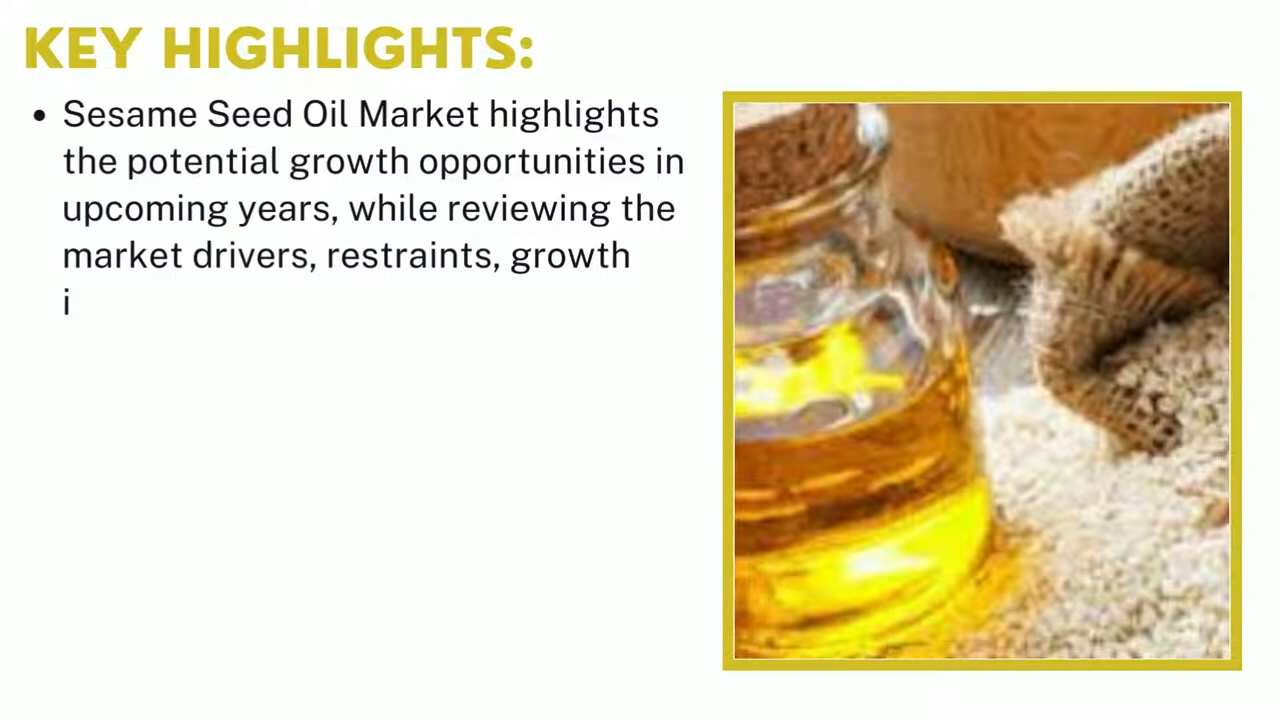 KEY HIGHLIGHTS:
• Sesame Seed Oil Market highlights
the potential growth opportunities in
upcoming years, while reviewing the
market drivers, restraints, growth
i